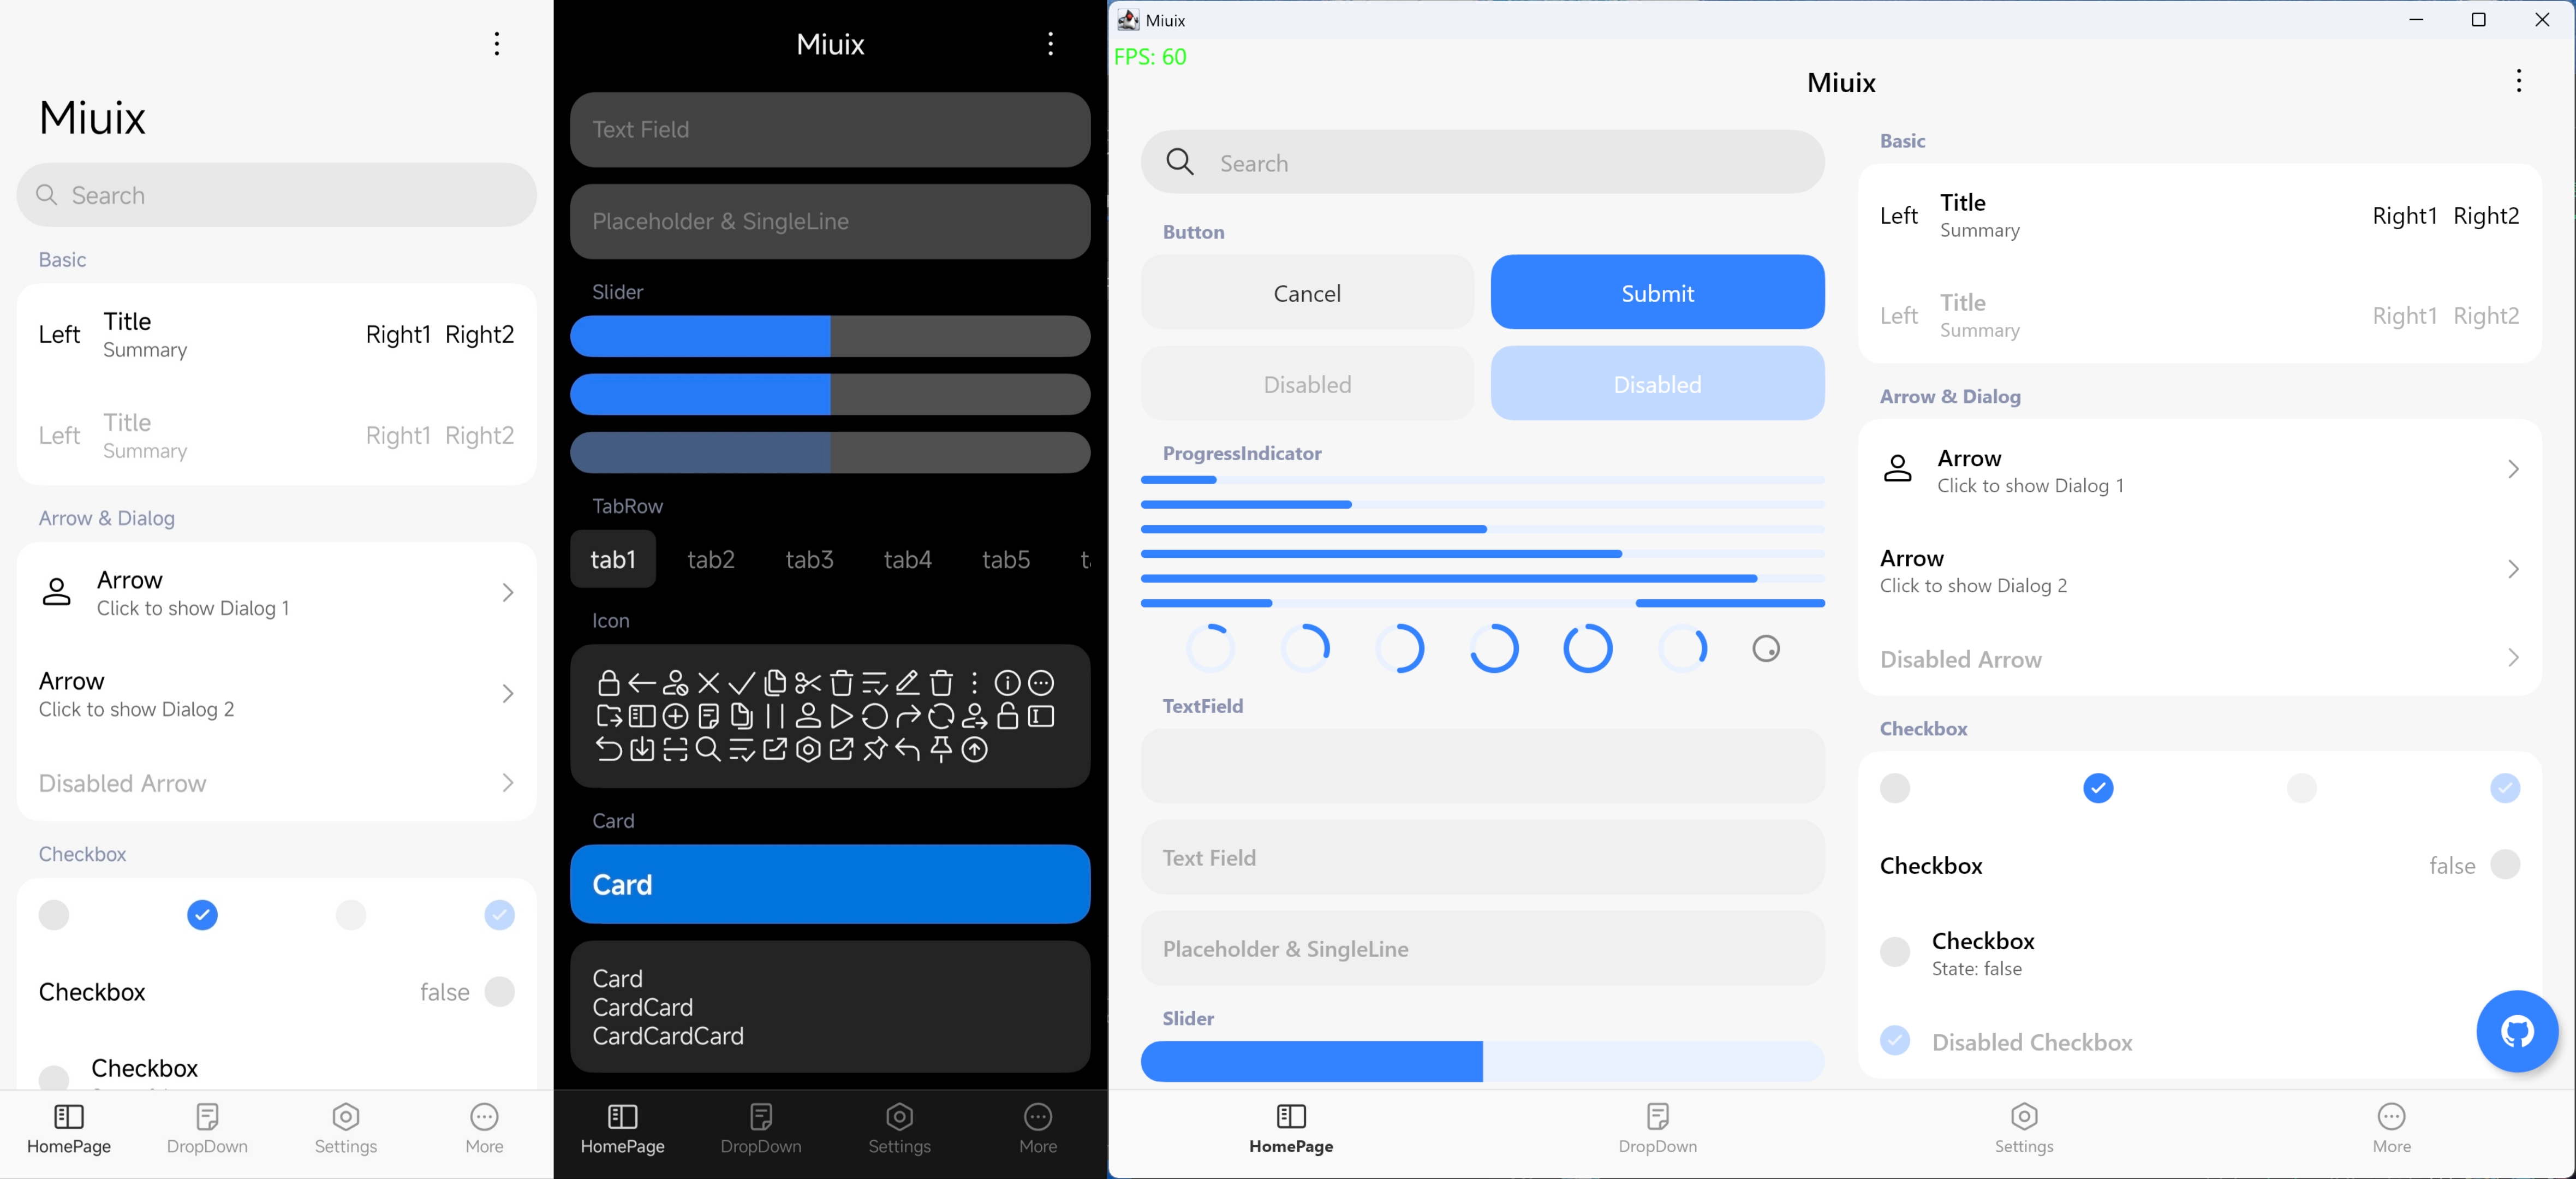 Miuix
Search
Basic
Left
Title
Summary
Right1 Right2
Left
Title
Summary
Right1 Right2
Arrow & Dialog
Arrow
Click to show Dialog 1
Arrow
Click to show Dialog 2
Disabled Arrow
Checkbox
Checkbox
false
Checkbox
HomePage
DropDown
Settings
More
Miuix
Text Field
Placeholder & SingleLine
Slider
TabRow
tab1 tab2 tab3 tab4 tab5
Icon
Card
Card
Card
CardCard
CardCardCard
HomePage
DropDown
Settings
More
Miuix
FPS: 60
Miuix
Search
Button
Cancel
Submit
Disabled
Disabled
ProgressIndicator
TextField
Text Field
Placeholder & SingleLine
Slider
Basic
Left
Title
Summary
Right1 Right2
Left
Title
Summary
Right1 Right2
Arrow & Dialog
Arrow
Click to show Dialog 1
Arrow
Click to show Dialog 2
Disabled Arrow
Checkbox
Checkbox
false
Checkbox
State: false
Disabled Checkbox
HomePage
DropDown
Settings
More